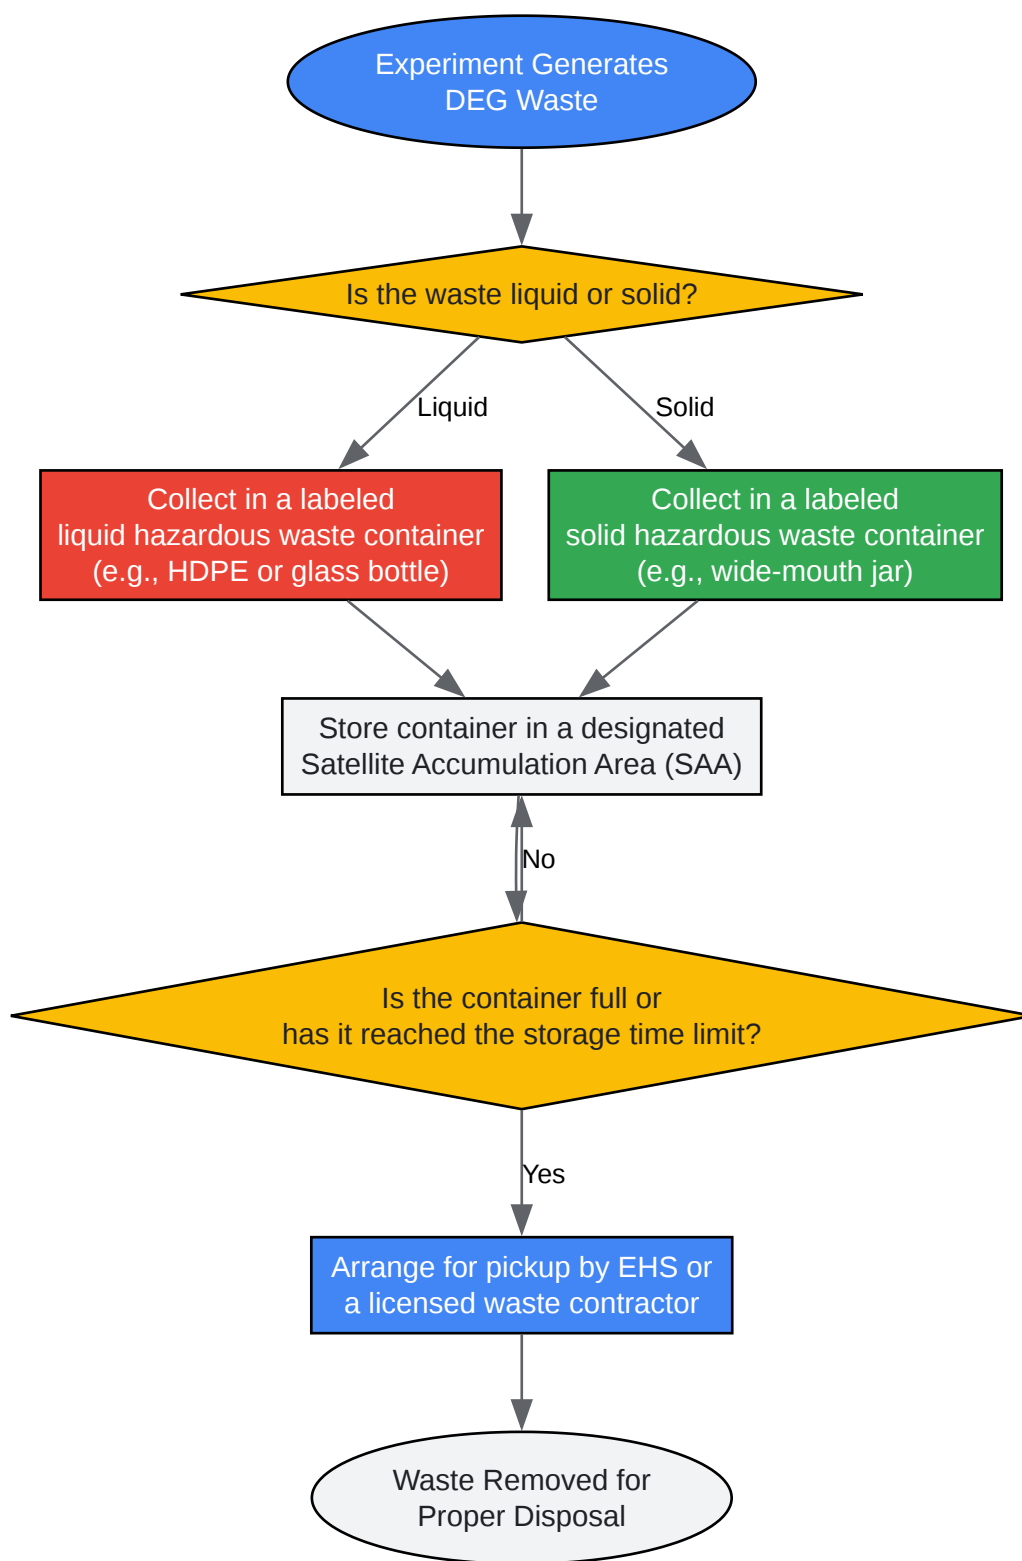 Experiment Generates
DEG Waste
Is the waste liquid or solid?
Liquid
Solid
Collect in a labeled
liquid hazardous waste container
(e.g., HDPE or glass bottle)
Collect in a labeled
solid hazardous waste container
(e.g., wide-mouth jar)
Store container in a designated
Satellite Accumulation Area (SAA)
No
Is the container full or
has it reached the storage time limit?
Yes
Arrange for pickup by EHS or
a licensed waste contractor
Waste Removed for
Proper Disposal